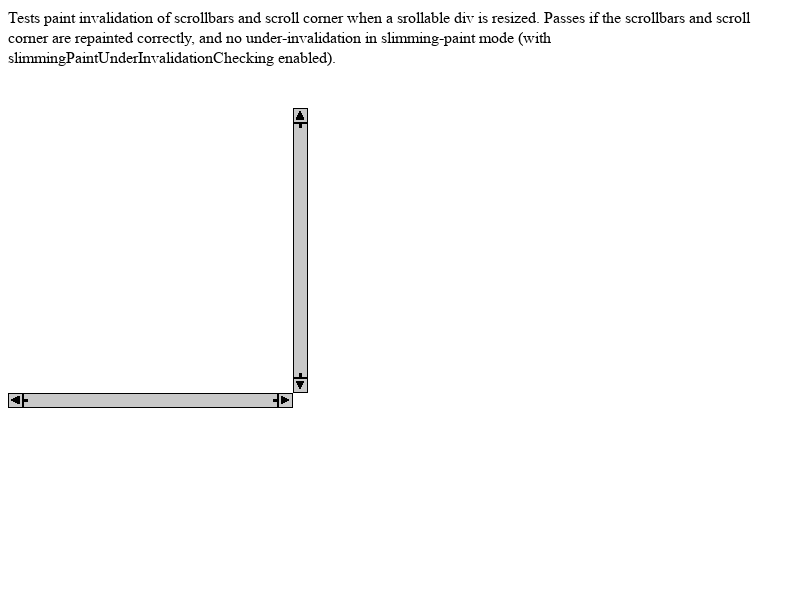 Tests paint invalidation of scrollbars and scroll corner when a srollable div is resized. Passes if the scrollbars and scroll
corner are repainted correctly, and no under-invalidation in slimming-paint mode (with
slimmingPaintUnderInvalidationChecking enabled).